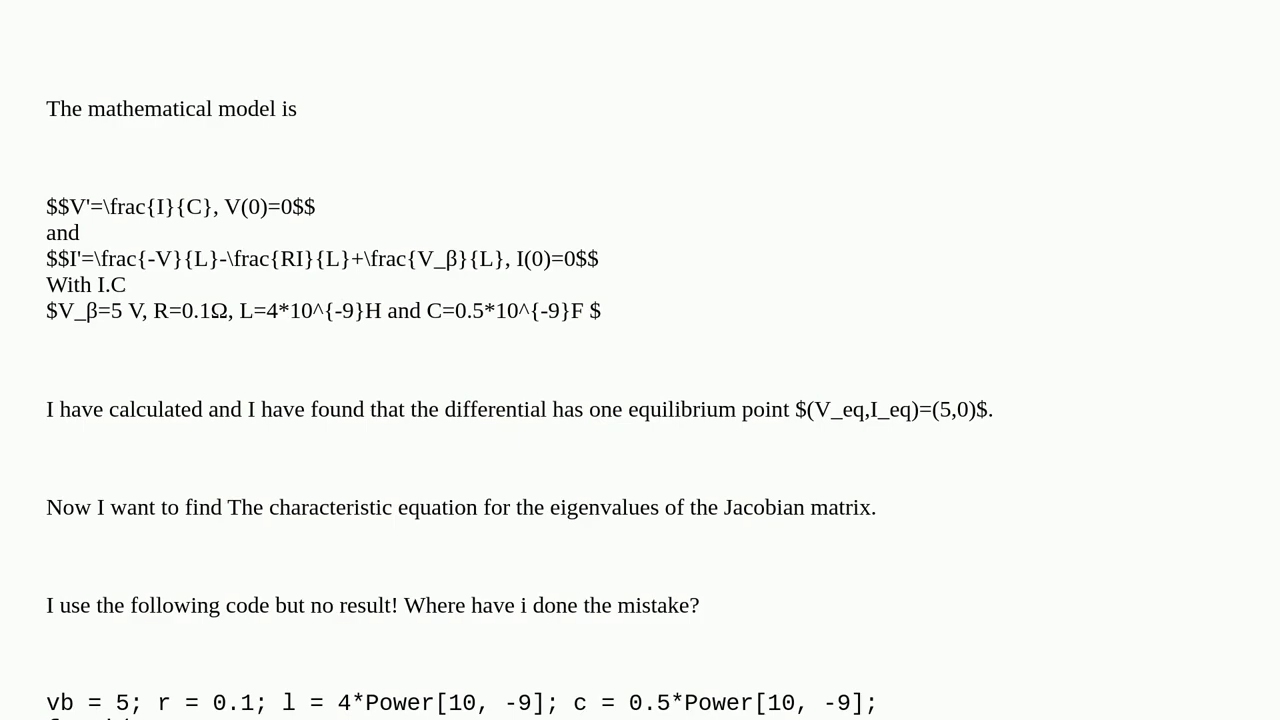 The mathematical model is
$$V'=\frac{I}{C}, V(0)=0$$
and
$$I'=\frac{-V}{L}-\frac{RI}{L}+\frac{V_β}{L}, I(0)=0$$
With I.C
$V_β=5 V, R=0.1Ω, L=4*10^{-9}H and C=0.5*10^{-9}F $
I have calculated and I have found that the differential has one equilibrium point $(V_eq,I_eq)=(5,0)$.
Now I want to find The characteristic equation for the eigenvalues of the Jacobian matrix.
I use the following code but no result! Where have i done the mistake?
vb = 5; r = 0.1; l = 4*Power[10, -9]; c = 0.5*Power[10, -9];